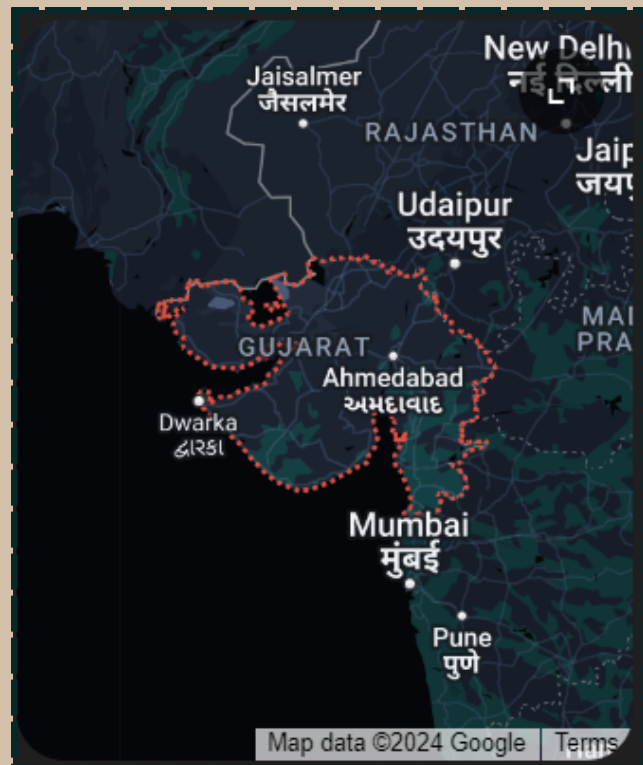 New Delhi
नई दिल्ली
Jaisalmer
जैसलमेर
RAJASTHAN
Udaipur
उदयपुर
GUJARAT
Ahmedabad
અમદાવાદ
Dwarka
દ્વારકા
Mumbai
मुंबई
Pune
पुणे
Map data ©2024 Google
Terms